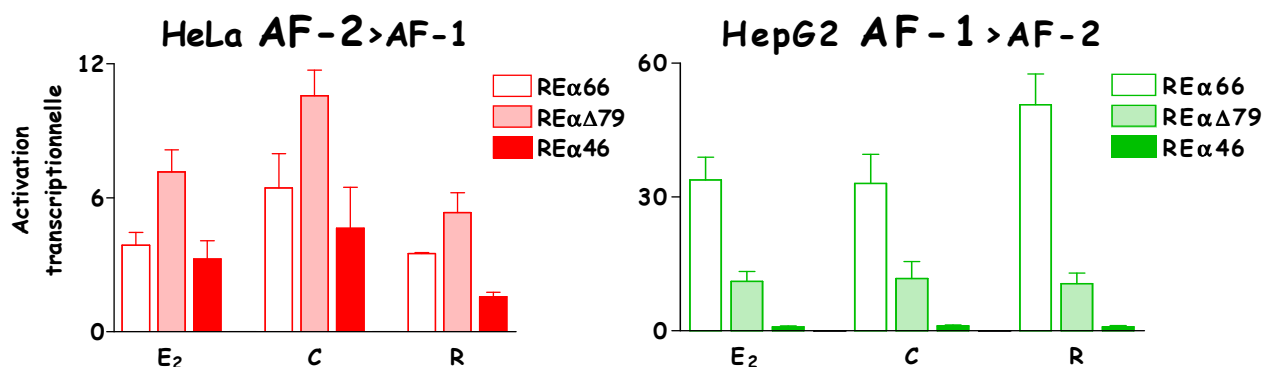 HeLa AF-2>AF-1
Activation
transcriptionnelle
12
6
0
REα66
REαΔ79
REα46
E₂ C R
HepG2 AF-1>AF-2
60
30
0
REα66
REαΔ79
REα46
E₂ C R